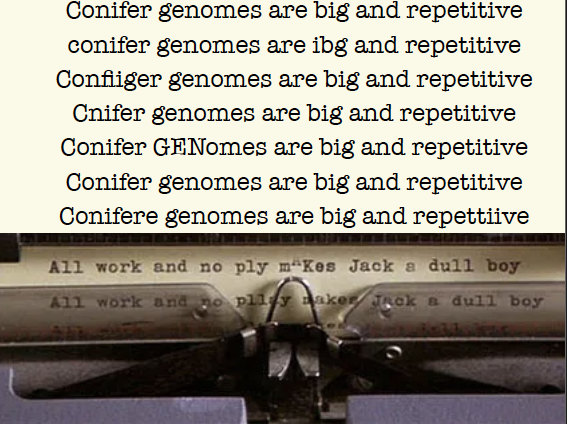 Conifer genomes are big and repetitive
conifer genomes are ibg and repetitive
Confiiger genomes are big and repetitive
Cnifer genomes are big and repetitive
Conifer GENomes are big and repetitive
Conifer genomes are big and repetitive
Conifere genomes are big and repettiive
All work and no ply mAKes Jack a dull boy
All work and no pllay makes Jack a dull boy